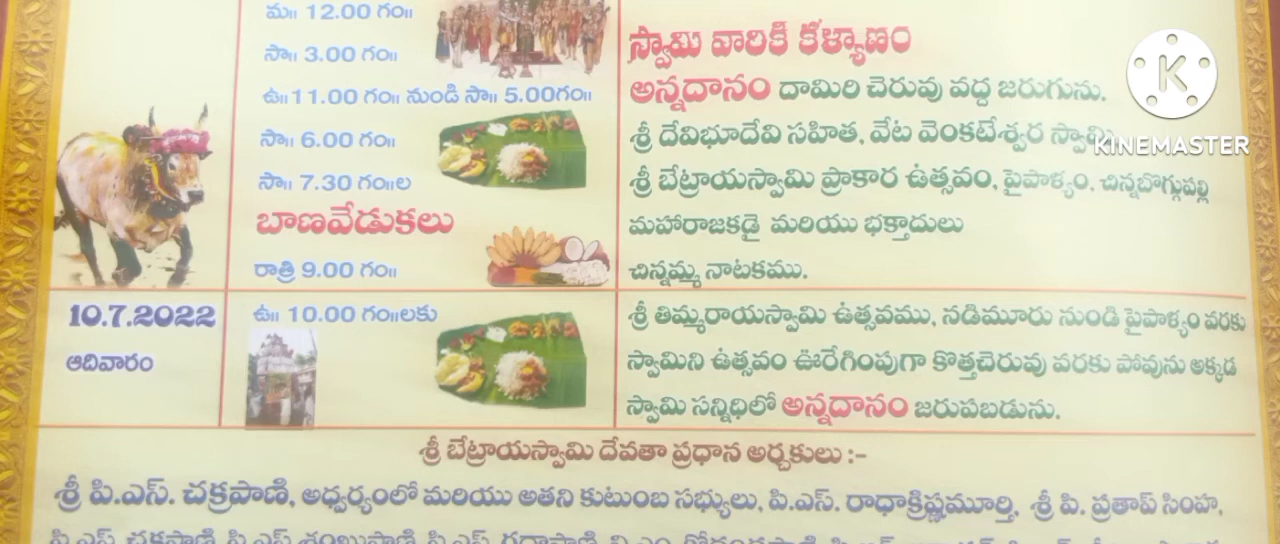 మ॥ 12.00 గం॥
సా॥ 3.00 గం॥
ఉ॥11.00 గం॥ నుండి సా॥ 5.00గం॥
సా॥ 6.00 గం॥
సా॥ 7.30 గం॥ల
బాణవేడుకలు
రాత్రి 9.00 గం॥
స్వామి వారికి కళ్యాణం
అన్నదానం దామిరి చెరువు వద్ద జరుగును.
శ్రీ దేవిభూదేవి సహిత, వేట వెంకటేశ్వర స్వామి
శ్రీ బేట్రాయస్వామి ప్రాకార ఉత్సవం, పైపాళ్యం, చిన్నబొగ్గుపల్లి
మహారాజకడై మరియు భక్తాదులు
చిన్నమ్మ నాటకము.
K
KINEMASTER
10.7.2022
ఆదివారం
ఉ॥ 10.00 గం॥లకు
శ్రీ తిమ్మరాయస్వామి ఉత్సవము, నడిమూరు నుండి పైపాళ్యం వరకు
స్వామిని ఉత్సవం ఊరేగింపుగా కొత్తచెరువు వరకు పోవును అక్కడ
స్వామి సన్నిధిలో అన్నదానం జరుపబడును.
శ్రీ బేట్రాయస్వామి దేవతా ప్రధాన అర్చకులు :-
శ్రీ పి.ఎస్. చక్రపాణి, అధ్వర్యంలో మరియు అతని కుటుంబ సభ్యులు, పి.ఎస్. రాధాక్రిష్ణమూర్తి, శ్రీ పి. ప్రతాప్ సింహ,